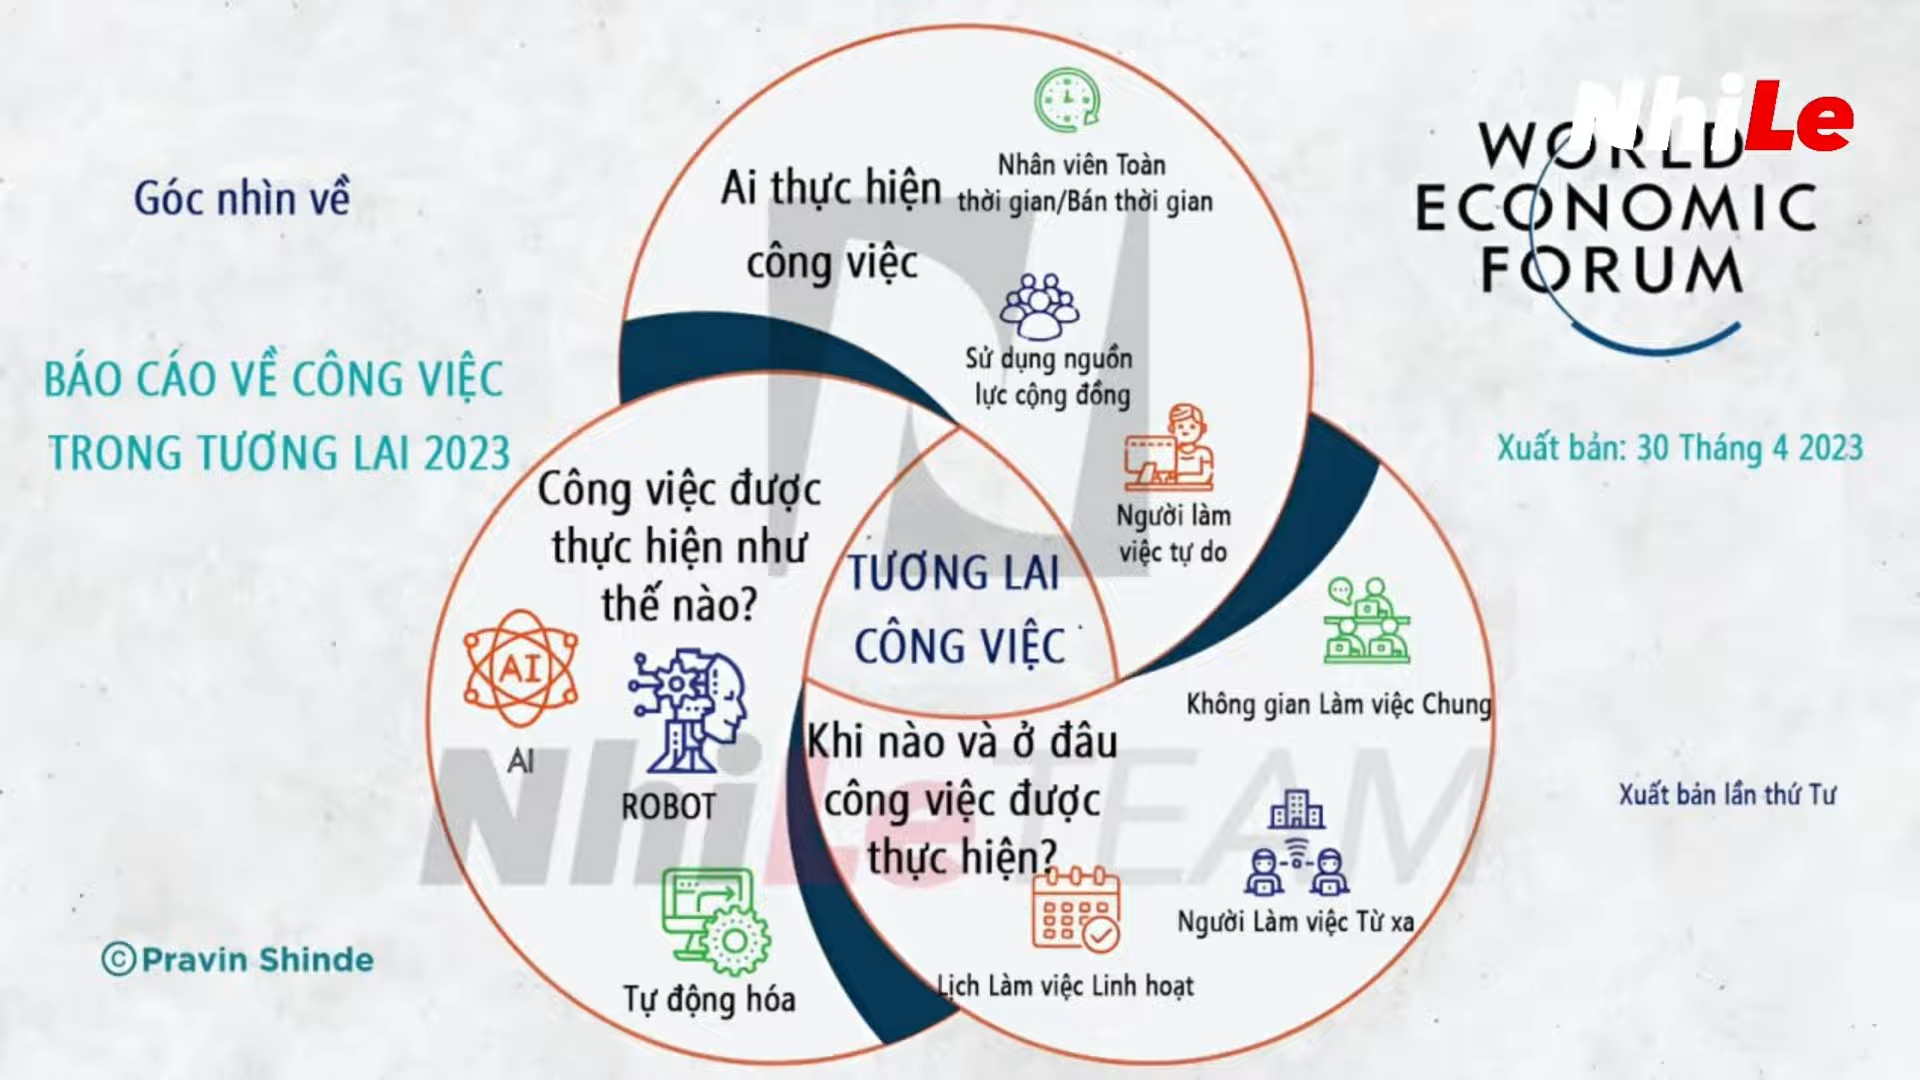 Góc nhìn về
BÁO CÁO VỀ CÔNG VIỆC
TRONG TƯƠNG LAI 2023
©Pravin Shinde
Ai thực hiện
công việc
Nhân viên Toàn
thời gian/Bán thời gian
Sử dụng nguồn
lực cộng đồng
Người làm
việc tự do
Công việc được
thực hiện như
thế nào?
AI
AI
ROBOT
Tự động hóa
TƯƠNG LAI
CÔNG VIỆC
Khi nào và ở đâu
công việc được
thực hiện?
Không gian Làm việc Chung
Người Làm việc Từ xa
Lịch Làm việc Linh hoạt
NhiLe
WORLD
ECONOMIC
FORUM
Xuất bản: 30 Tháng 4 2023
Xuất bản lần thứ Tư
NhiLeTEAM